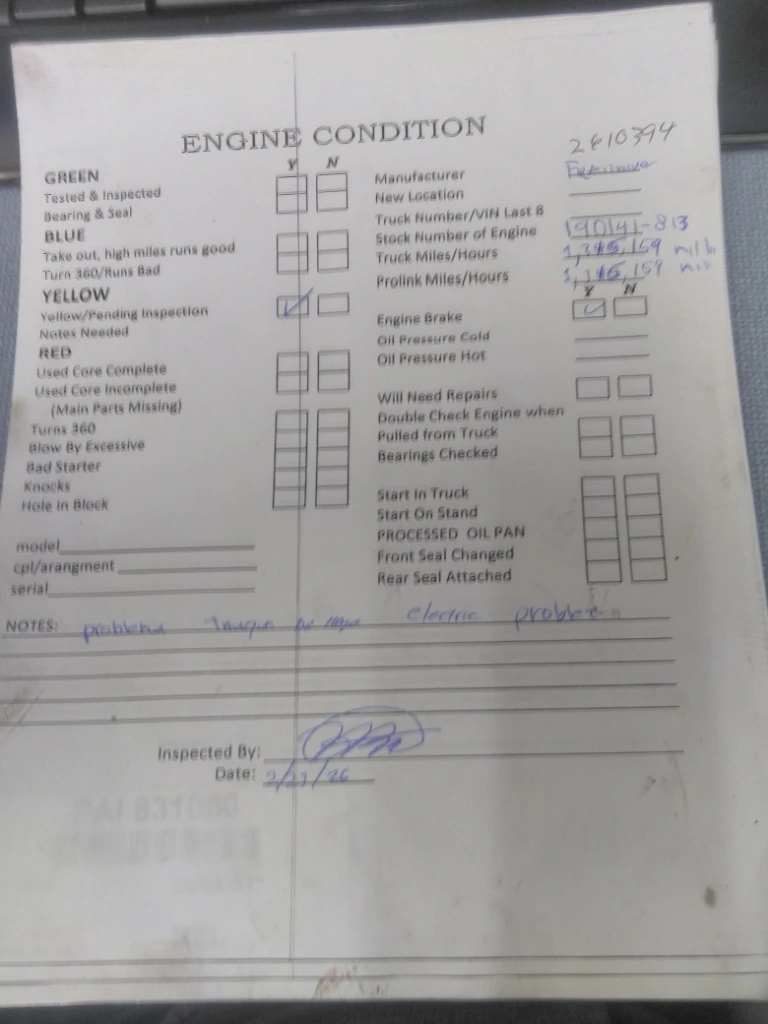 ENGINE CONDITION
2610394
Y N
GREEN
Tested & Inspected
Bearing & Seal
BLUE
Take out, high miles runs good
Turn 360/Runs Bad
YELLOW
Yellow/Pending Inspection
Notes Needed
RED
Used Core Complete
Used Core Incomplete
(Main Parts Missing)
Turns 360
Blow By Excessive
Bad Starter
Knocks
Hole in Block
model
cpl/arangment
serial
Manufacturer
New Location
Truck Number/VIN Last 8
Stock Number of Engine 190141-813
Truck Miles/Hours
Prolink Miles/Hours
Y N
Engine Brake
Oil Pressure Cold
Oil Pressure Hot
Will Need Repairs
Double Check Engine when
Pulled from Truck
Bearings Checked
Start in Truck
Start On Stand
PROCESSED OIL PAN
Front Seal Changed
Rear Seal Attached
NOTES: problema electric problem
Inspected By:
Date:
PAI 831080